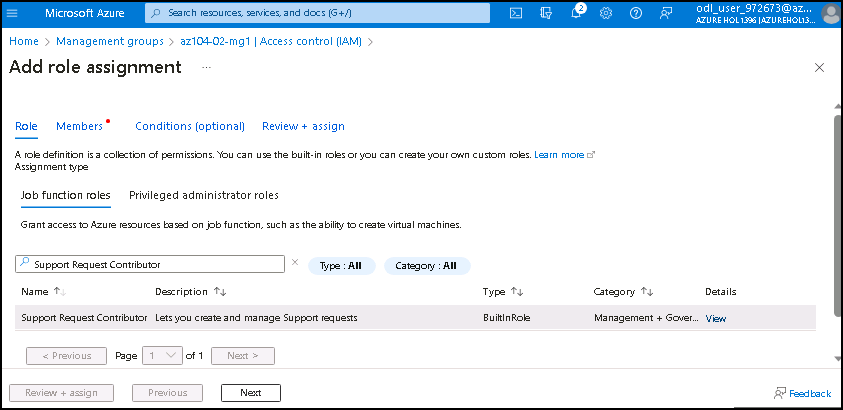 Microsoft Azure
Search resources, services, and docs (G+/)
2
odl_user_972673@az...
AZURE HOL 1396 (AZUREHOL13...
Home > Management groups > az104-02-mg1 | Access control (IAM) >
Add role assignment ...
Role Members Conditions (optional) Review + assign
A role definition is a collection of permissions. You can use the built-in roles or you can create your own custom roles. Learn more
Assignment type
Job function roles Privileged administrator roles
Grant access to Azure resources based on job function, such as the ability to create virtual machines.
Support Request Contributor × Type : All Category : All
Name ↑↓ Description ↑↓ Type ↑↓ Category ↑↓ Details
Support Request Contributor Lets you create and manage Support requests BuiltInRole Management + Gover... View
< Previous Page 1 of 1 Next >
Review + assign Previous Next Feedback